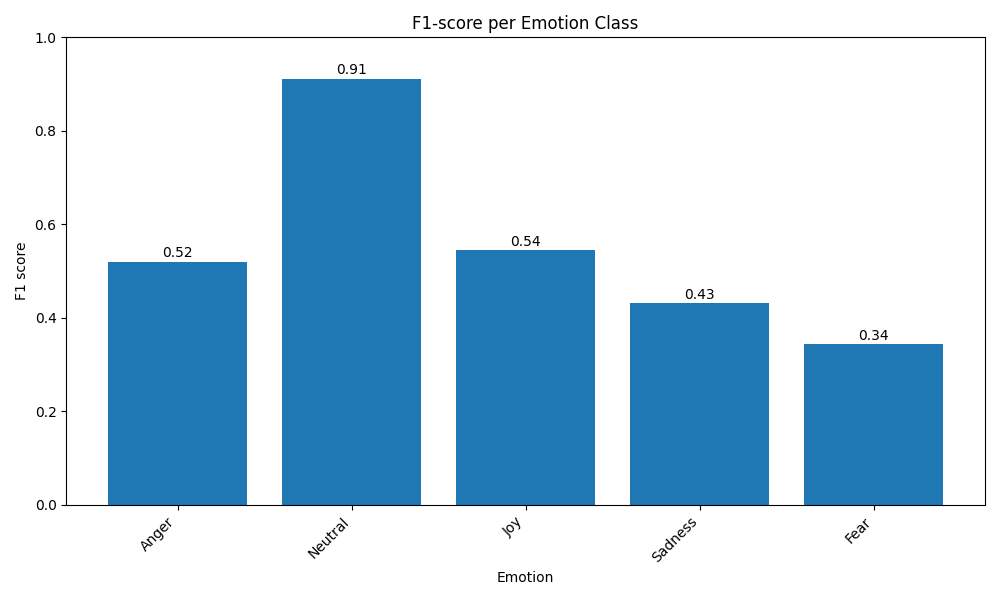 F1-score per Emotion Class
1.0
0.8
0.6
0.4
0.2
0.0
F1 score
0.52
0.91
0.54
0.43
0.34
Anger
Neutral
Joy
Sadness
Fear
Emotion